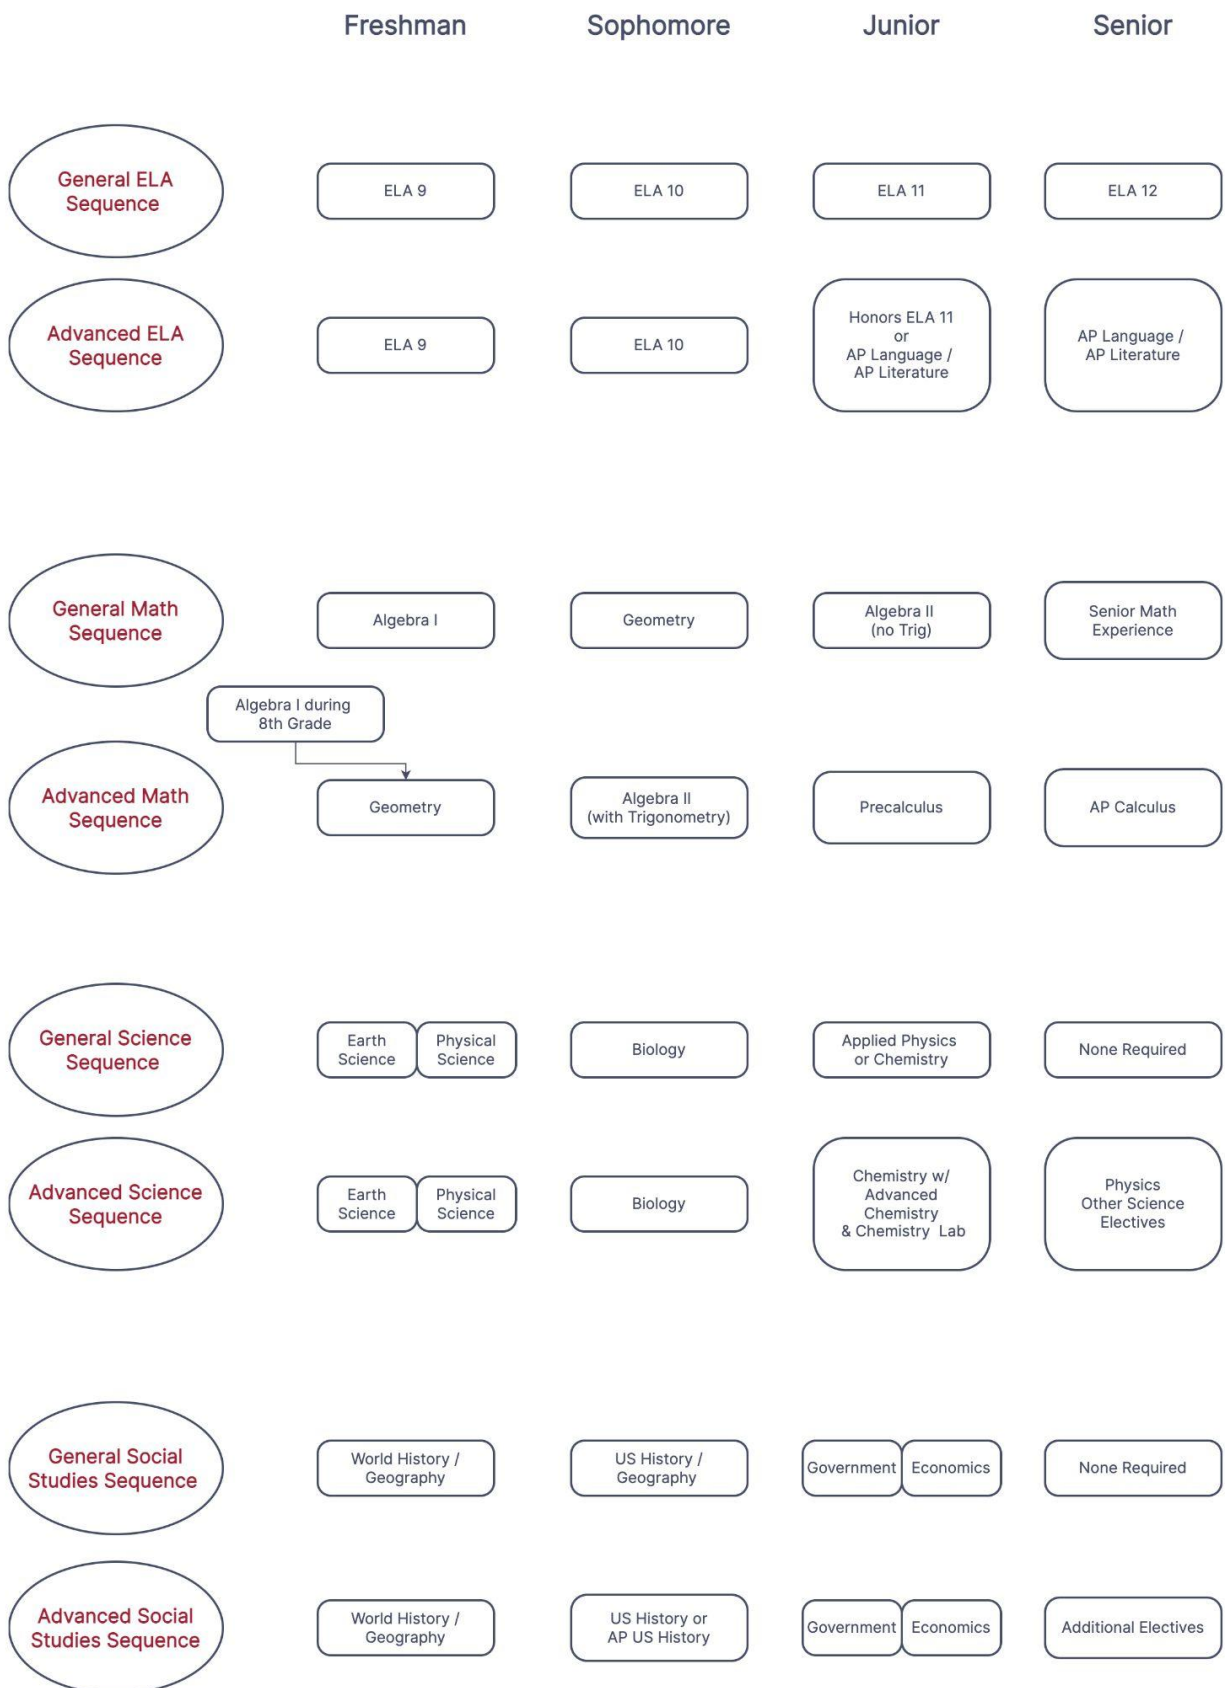 Freshman
Sophomore
Junior
Senior
General ELA
Sequence
ELA 9
ELA 10
ELA 11
ELA 12
Advanced ELA
Sequence
ELA 9
ELA 10
Honors ELA 11
or
AP Language /
AP Literature
AP Language /
AP Literature
General Math
Sequence
Algebra I
Geometry
Algebra II
(no Trig)
Senior Math
Experience
Algebra I during
8th Grade
Advanced Math
Sequence
Geometry
Algebra II
(with Trigonometry)
Precalculus
AP Calculus
General Science
Sequence
Earth
Science
Physical
Science
Biology
Applied Physics
or Chemistry
None Required
Advanced Science
Sequence
Earth
Science
Physical
Science
Biology
Chemistry w/
Advanced
Chemistry
& Chemistry Lab
Physics
Other Science
Electives
General Social
Studies Sequence
World History /
Geography
US History /
Geography
Government
Economics
None Required
Advanced Social
Studies Sequence
World History /
Geography
US History or
AP US History
Government
Economics
Additional Electives